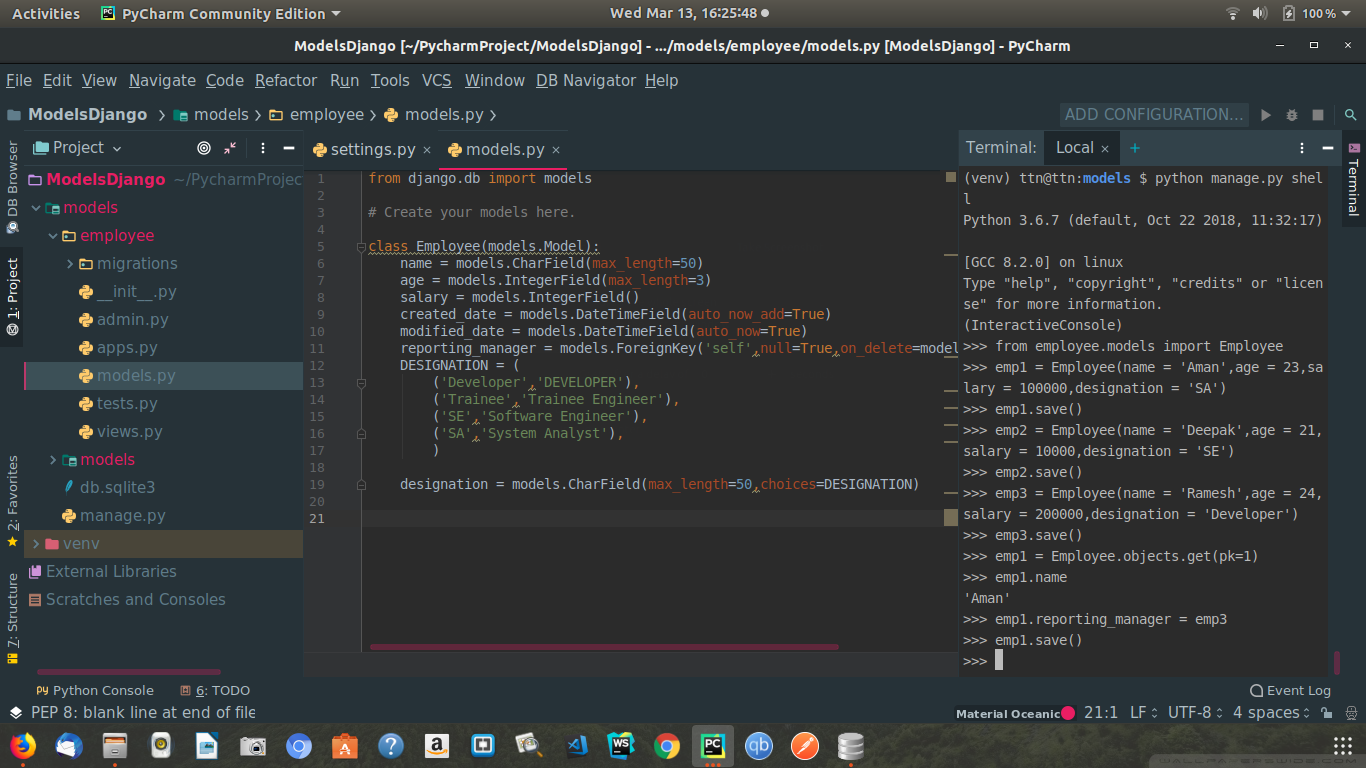 Activities PyCharm Community Edition Wed Mar 13, 16:25:48 100 %
ModelsDjango [~/PycharmProject/ModelsDjango] - .../models/employee/models.py [ModelsDjango] - PyCharm
File Edit View Navigate Code Refactor Run Tools VCS Window DB Navigator Help
ModelsDjango models employee models.py ADD CONFIGURATION...
DB Browser
1: Project
2: Favorites
7: Structure
Project
ModelsDjango ~/PycharmProjec
models
employee
migrations
__init__.py
admin.py
apps.py
models.py
tests.py
views.py
models
db.sqlite3
manage.py
venv
External Libraries
Scratches and Consoles
settings.py models.py
1 from django.db import models
2
3 # Create your models here.
4
5 class Employee(models.Model):
6 name = models.CharField(max_length=50)
7 age = models.IntegerField(max_length=3)
8 salary = models.IntegerField()
9 created_date = models.DateTimeField(auto_now_add=True)
10 modified_date = models.DateTimeField(auto_now=True)
11 reporting_manager = models.ForeignKey('self',null=True,on_delete=model
12 DESIGNATION = (
13 ('Developer','DEVELOPER'),
14 ('Trainee','Trainee Engineer'),
15 ('SE','Software Engineer'),
16 ('SA','System Analyst'),
17 )
18
19 designation = models.CharField(max_length=50,choices=DESIGNATION)
20
21
Terminal: Local +
(venv) ttn@ttn:models $ python manage.py shel
l
Python 3.6.7 (default, Oct 22 2018, 11:32:17)
[GCC 8.2.0] on linux
Type "help", "copyright", "credits" or "licen
se" for more information.
(InteractiveConsole)
>>> from employee.models import Employee
>>> emp1 = Employee(name = 'Aman',age = 23,sa
lary = 100000,designation = 'SA')
>>> emp1.save()
>>> emp2 = Employee(name = 'Deepak',age = 21,
salary = 10000,designation = 'SE')
>>> emp2.save()
>>> emp3 = Employee(name = 'Ramesh',age = 24,
salary = 200000,designation = 'Developer')
>>> emp3.save()
>>> emp1 = Employee.objects.get(pk=1)
>>> emp1.name
'Aman'
>>> emp1.reporting_manager = emp3
>>> emp1.save()
>>>
Terminal
Python Console 6: TODO Event Log
PEP 8: blank line at end of file Material Oceanic 21:1 LF UTF-8 4 spaces